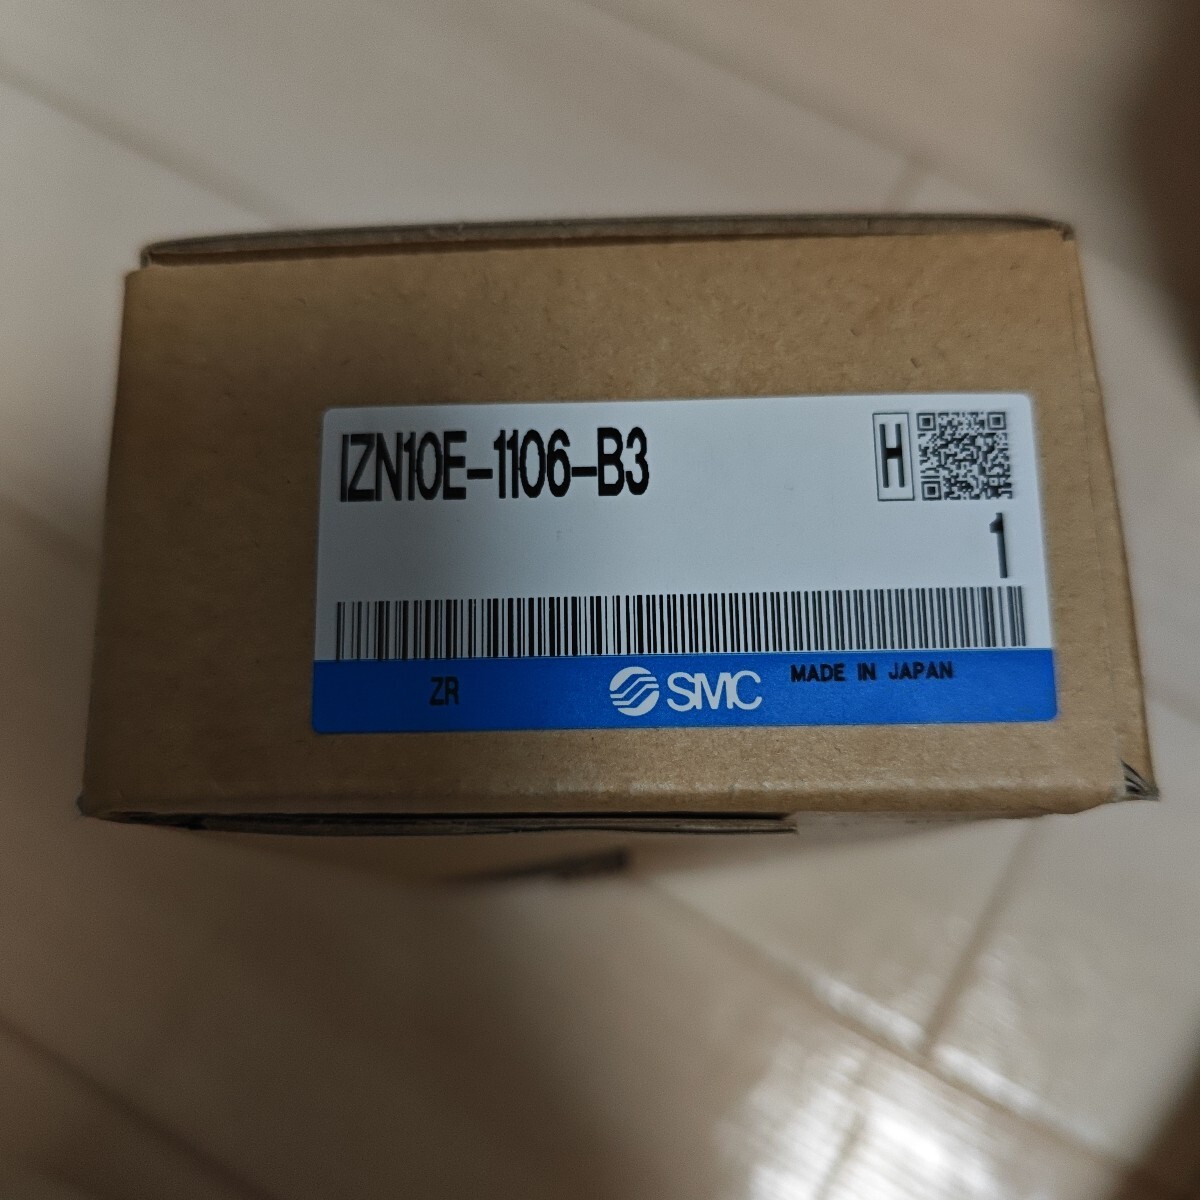 IZN10E-1106-B3
H
1
ZR
SMC
MADE IN JAPAN